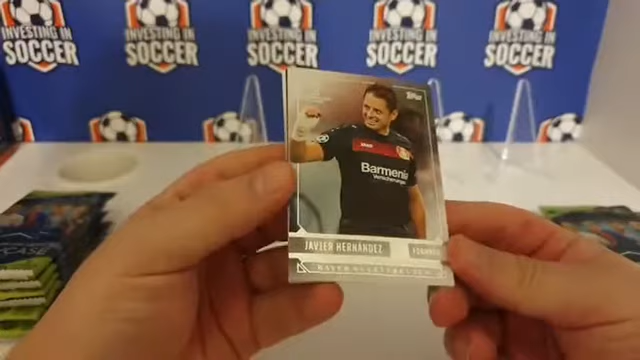 INVESTING IN SOCCER
INVESTING IN SOCCER
INVESTING IN SOCCER
INVESTING IN SOCCER
INVESTING IN SOCCER
Topps
Barmenia
Versicherungen
JAVIER HERNÁNDEZ
FORWARD
BAYER LEVERKUSEN